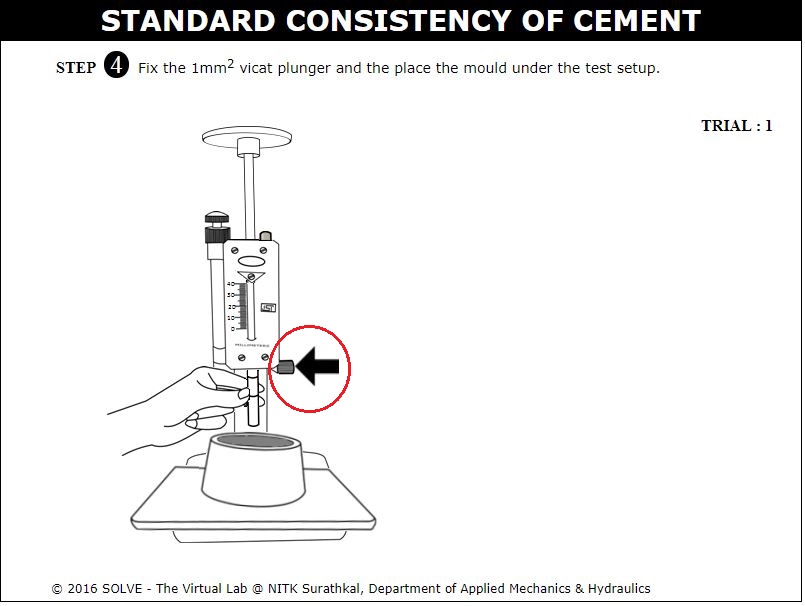 STANDARD CONSISTENCY OF CEMENT
STEP 4 Fix the 1mm2 vicat plunger and the place the mould under the test setup.
TRIAL : 1
40
30
20
10
0
ISI
MILLIMETERS
© 2016 SOLVE - The Virtual Lab @ NITK Surathkal, Department of Applied Mechanics & Hydraulics